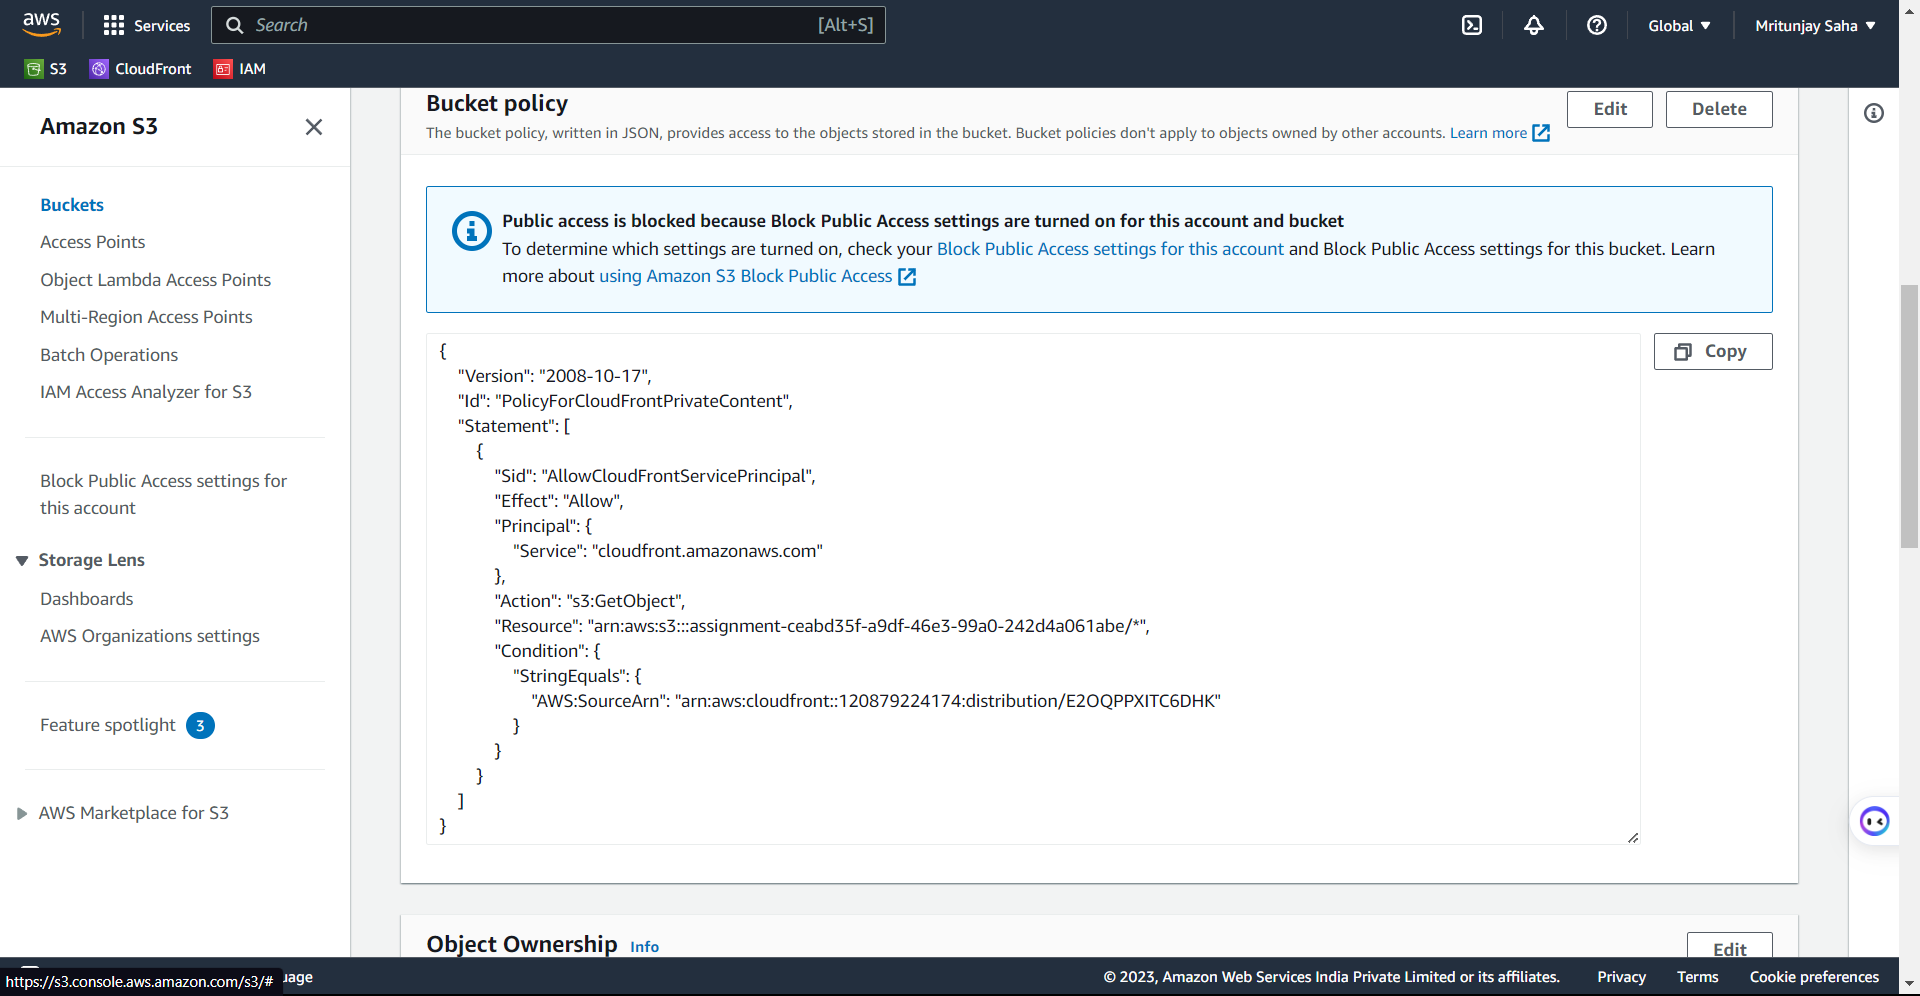 aws
Services
Search
[Alt+S]
Global
Mritunjay Saha
S3
CloudFront
IAM
Amazon S3
Buckets
Access Points
Object Lambda Access Points
Multi-Region Access Points
Batch Operations
IAM Access Analyzer for S3
Block Public Access settings for
this account
Storage Lens
Dashboards
AWS Organizations settings
Feature spotlight 3
AWS Marketplace for S3
Bucket policy
Edit
Delete
The bucket policy, written in JSON, provides access to the objects stored in the bucket. Bucket policies don't apply to objects owned by other accounts. Learn more
Public access is blocked because Block Public Access settings are turned on for this account and bucket
To determine which settings are turned on, check your Block Public Access settings for this account and Block Public Access settings for this bucket. Learn
more about using Amazon S3 Block Public Access
Copy
{
"Version": "2008-10-17",
"Id": "PolicyForCloudFrontPrivateContent",
"Statement": [
{
"Sid": "AllowCloudFrontServicePrincipal",
"Effect": "Allow",
"Principal": {
"Service": "cloudfront.amazonaws.com"
},
"Action": "s3:GetObject",
"Resource": "arn:aws:s3:::assignment-ceabd35f-a9df-46e3-99a0-242d4a061abe/*",
"Condition": {
"StringEquals": {
"AWS:SourceArn": "arn:aws:cloudfront::120879224174:distribution/E2OQPPXITC6DHK"
}
}
}
]
}
Object Ownership Info
Edit
https://s3.console.aws.amazon.com/s3/#
uage
© 2023, Amazon Web Services India Private Limited or its affiliates.
Privacy
Terms
Cookie preferences